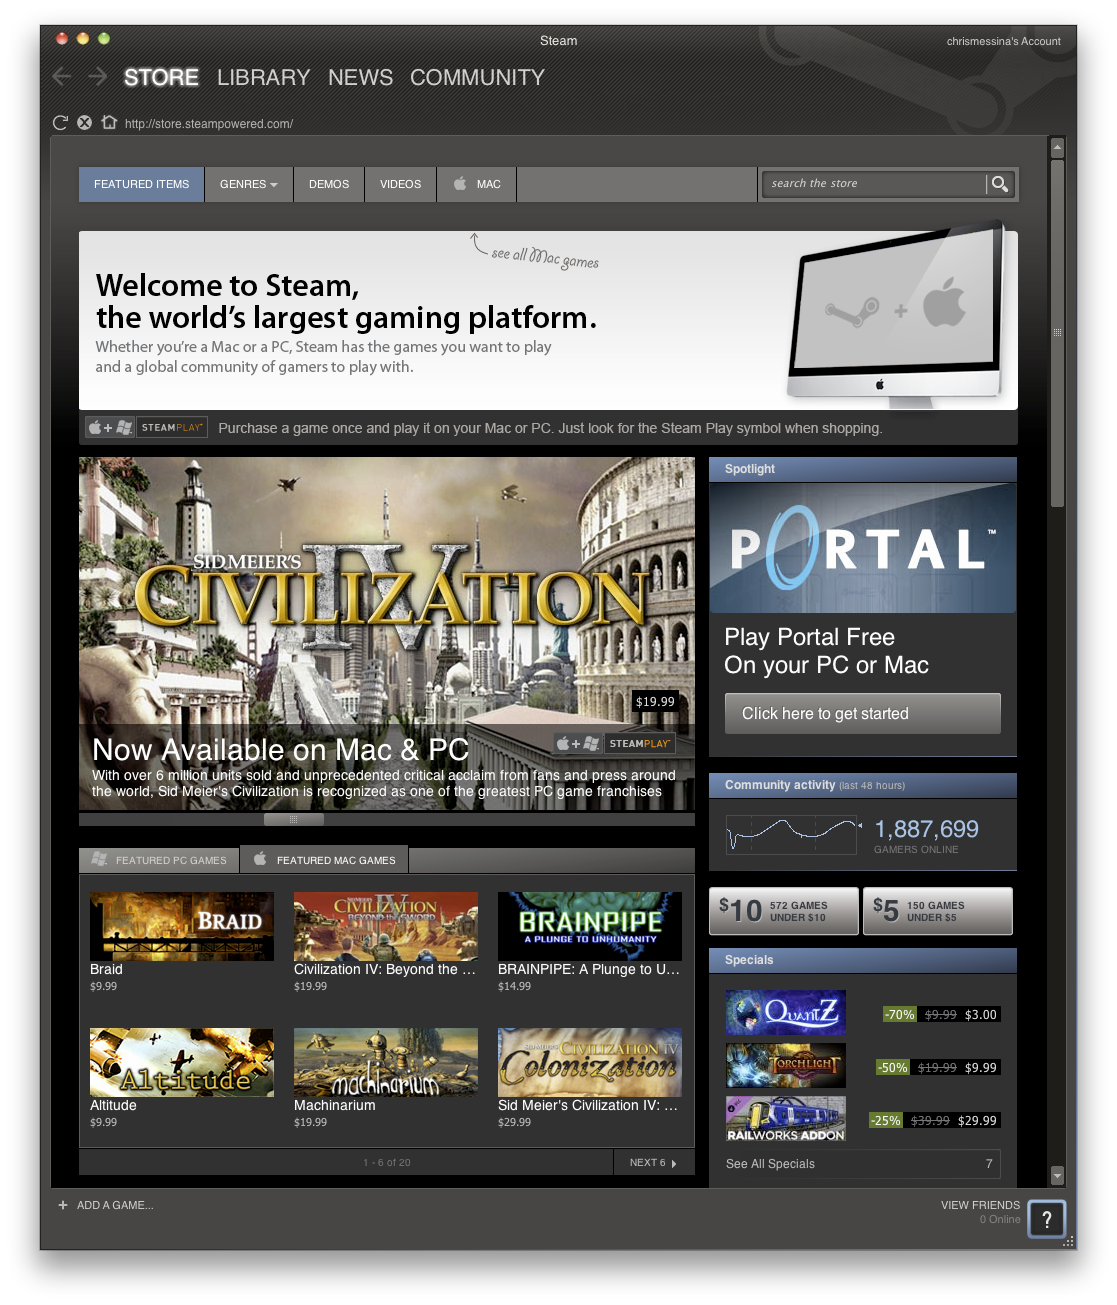 Steam
chrismessina's Account
STORE LIBRARY NEWS COMMUNITY
http://store.steampowered.com/
FEATURED ITEMS GENRES DEMOS VIDEOS MAC
search the store
see all Mac games
Welcome to Steam,
the world's largest gaming platform.
Whether you're a Mac or a PC, Steam has the games you want to play
and a global community of gamers to play with.
STEAMPLAY Purchase a game once and play it on your Mac or PC. Just look for the Steam Play symbol when shopping.
SID MEIER'S
CIVILIZATION IV
$19.99
Now Available on Mac & PC
STEAMPLAY
With over 6 million units sold and unprecedented critical acclaim from fans and press around
the world, Sid Meier's Civilization is recognized as one of the greatest PC game franchises
Spotlight
PORTAL™
Play Portal Free
On your PC or Mac
Click here to get started
Community activity (last 48 hours)
1,887,699
GAMERS ONLINE
$10 572 GAMES
UNDER $10
$5 150 GAMES
UNDER $5
FEATURED PC GAMES FEATURED MAC GAMES
BRAID
Braid
$9.99
SID MEIER'S
CIVILIZATION IV
BEYOND THE SWORD
Civilization IV: Beyond the ...
$19.99
BRAINPIPE
A PLUNGE TO UNHUMANITY
BRAINPIPE: A Plunge to U...
$14.99
Altitude
Altitude
$9.99
machinarium
Machinarium
$19.99
SID MEIER'S CIVILIZATION IV
Colonization
Sid Meier's Civilization IV: ...
$29.99
1 - 6 of 20
NEXT 6
Specials
QUANTZ
-70% $9.99 $3.00
TORCHLIGHT
-50% $19.99 $9.99
DLC
RAILWORKS ADDON
-25% $39.99 $29.99
See All Specials 7
+ ADD A GAME...
VIEW FRIENDS
0 Online
?